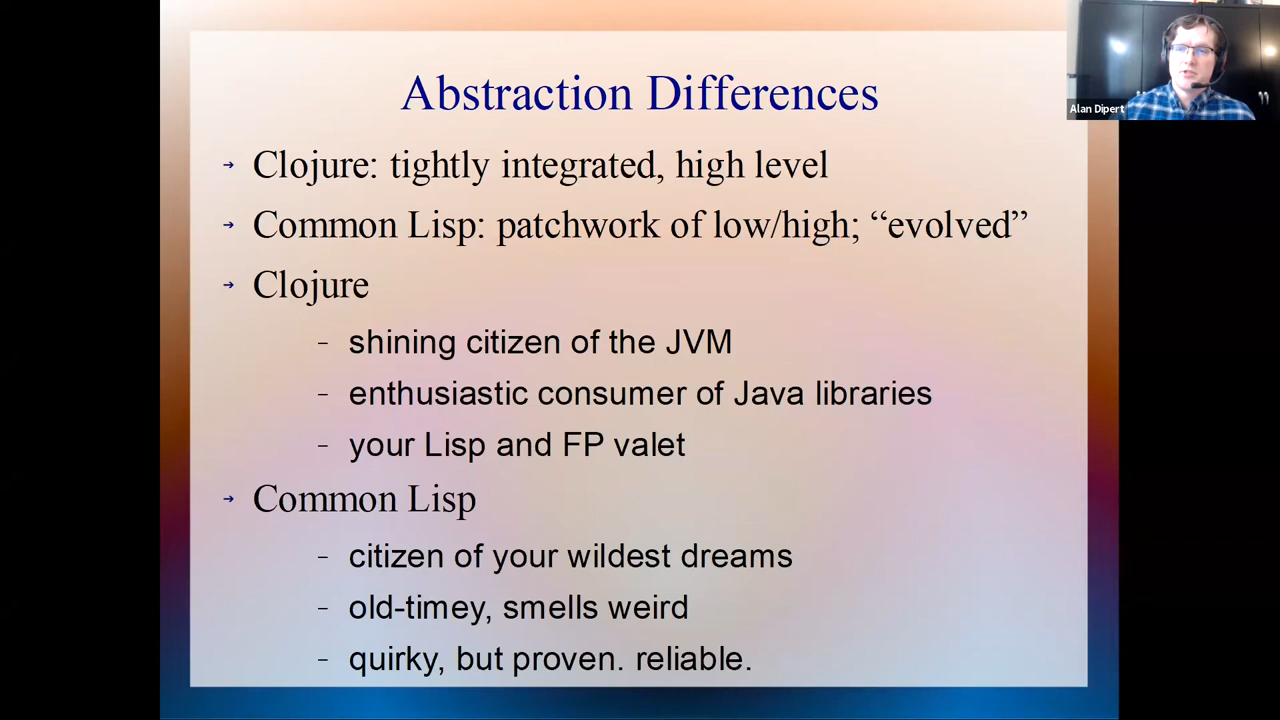 Abstraction Differences
Alan Dipert
→ Clojure: tightly integrated, high level
→ Common Lisp: patchwork of low/high; “evolved”
→ Clojure
– shining citizen of the JVM
– enthusiastic consumer of Java libraries
– your Lisp and FP valet
→ Common Lisp
– citizen of your wildest dreams
– old-timey, smells weird
– quirky, but proven. reliable.